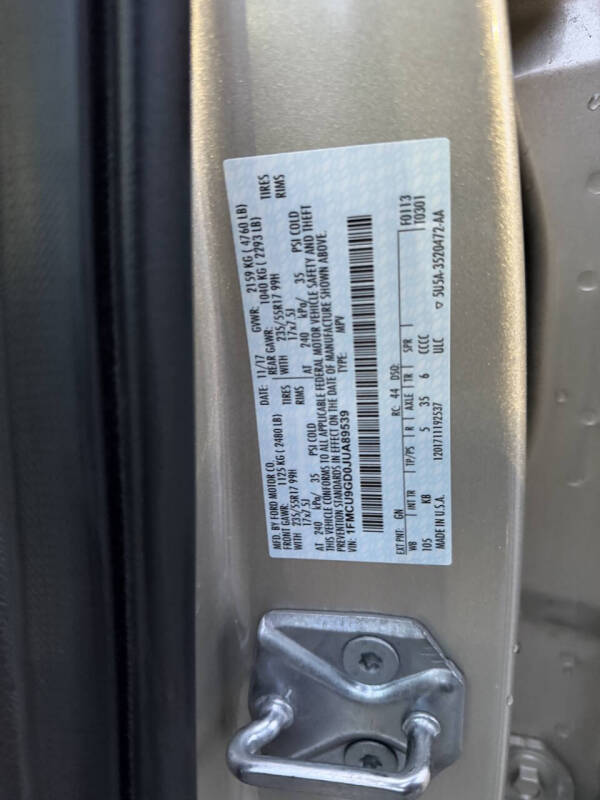 MFD. BY FORD MOTOR CO.
DATE: 11/17 GVWR: 2159 KG ( 4760 LB)
FRONT GAWR: 1125 KG ( 2480 LB) REAR GAWR: 1040 KG ( 2293 LB)
WITH 235/55R17 99H TIRES WITH 235/55R17 99H TIRES
17x7.5J RIMS 17x7.5J RIMS
AT 240 kPa/ 35 PSI COLD AT 240 kPa/ 35 PSI COLD
THIS VEHICLE CONFORMS TO ALL APPLICABLE FEDERAL MOTOR VEHICLE SAFETY AND THEFT
PREVENTION STANDARDS IN EFFECT ON THE DATE OF MANUFACTURE SHOWN ABOVE.
VIN: 1FMCU9GD0JUA89539 TYPE: MPV
F0113
EXT PNT: GN RC: 44 DSO: T0301
WB INT TR TP/PS R AXLE TR SPR
105 KB 5 35 6 CCCC
MADE IN U.S.A. 12017111192537 ULC ▽ 5U5A-3520472-AA